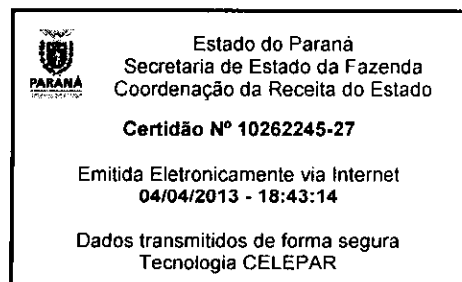 Estado do Paraná
Secretaria de Estado da Fazenda
PARANÁ
Coordenação da Receita do Estado
Certidão Nº 10262245-27
Emitida Eletronicamente via Internet
04/04/2013 - 18:43:14
Dados transmitidos de forma segura
Tecnologia CELEPAR